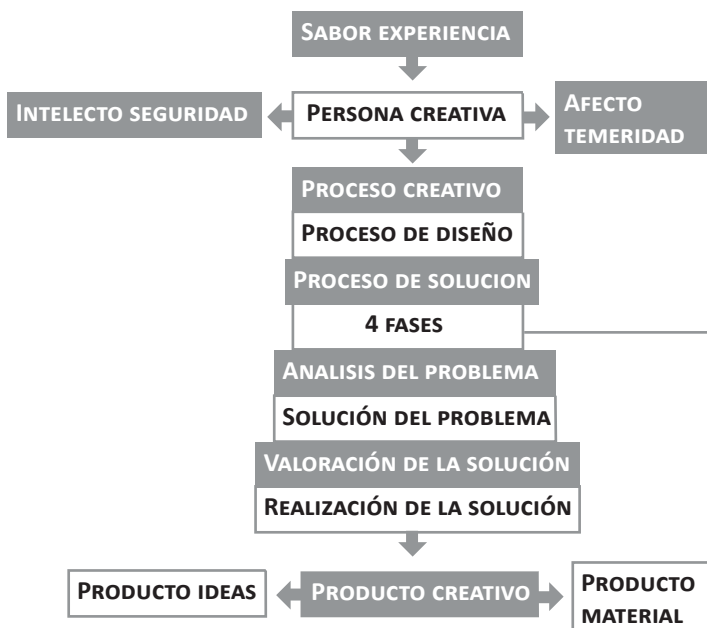 SABOR EXPERIENCIA
INTELECTO SEGURIDAD
PERSONA CREATIVA
AFECTO
TEMERIDAD
PROCESO CREATIVO
PROCESO DE DISEÑO
PROCESO DE SOLUCION
4 FASES
ANALISIS DEL PROBLEMA
SOLUCIÓN DEL PROBLEMA
VALORACIÓN DE LA SOLUCIÓN
REALIZACIÓN DE LA SOLUCIÓN
PRODUCTO IDEAS
PRODUCTO CREATIVO
PRODUCTO
MATERIAL